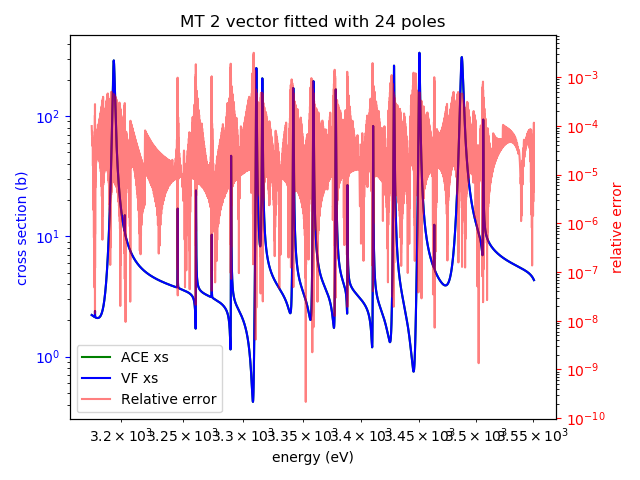 MT 2 vector fitted with 24 poles
10²
10¹
10⁰
cross section (b)
10⁻³
10⁻⁴
10⁻⁵
10⁻⁶
10⁻⁷
10⁻⁸
10⁻⁹
10⁻¹⁰
relative error
ACE xs
VF xs
Relative error
3.2 × 10³ 3.25 × 10³ 3.3 × 10³ 3.35 × 10³ 3.4 × 10³ 3.45 × 10³ 3.5 × 10³ 3.55 × 10³
energy (eV)